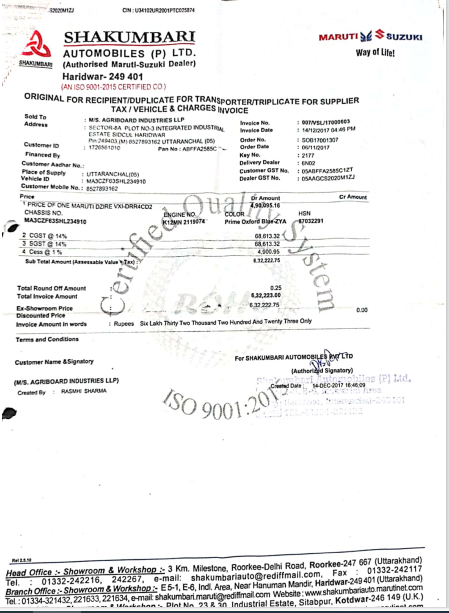 S2020M1ZJ
CIN : U34102UR2001PTC025874
SHAKUMBARI
SHAKUMBARI
AUTOMOBILES (P) LTD.
(Authorised Maruti-Suzuki Dealer)
Haridwar- 249 401
(AN ISO 9001-2015 CERTIFIED CO.)
MARUTI SUZUKI
Way of Life!
ORIGINAL FOR RECIPIENT/DUPLICATE FOR TRANSPORTER/TRIPLICATE FOR SUPPLIER
TAX / VEHICLE & CHARGES INVOICE
Sold To : M/S. AGRIBOARD INDUSTRIES LLP
Address : SECTOR-8A PLOT NO-3 INTEGRATED INDUSTRIAL
ESTATE SIDCUL HARIDWAR
Pin:249403,(M):8527893162 UTTARANCHAL (05)
Customer ID : 1726561010 Pan No : ABFFA2585C
Financed By
Customer Aadhar No.:
Place of Supply : UTTARANCHAL(05)
Vehicle ID : MA3CZF63SHL234910
Customer Mobile No.: 8527893162
Invoice No. : 007/VSL/17000603
Invoice Date : 14/12/2017 04:46 PM
Order No. : SOB17001307
Order Date : 06/11/2017
Key No. : 2177
Delivery Dealer : 6N02
Customer GST No. : 05ABFFA2585C1ZT
Dealer GST No. : 05AAGCS2020M1ZJ
Price Dr Amount Cr Amount
1 PRICE OF ONE MARUTI DZIRE VXI-DRR4CD2 4,90,095.16
CHASSIS NO. ENGINE NO. COLOR HSN
MA3CZF63SHL234910 K12MN 2119074 Prime Oxford Blue-ZYA 87032291
2 CGST @ 14% 68,613.32
3 SGST @ 14% 68,613.32
4 Cess @ 1 % 4,900.95
Sub Total Amount (Assessable Value + Tax) : 6,32,222.75
Total Round Off Amount : 0.25
Total Invoice Amount : 6,32,223.00
Ex-Showroom Price : 6,32,222.75
Discounted Price 0.00
Invoice Amount in words : Rupees Six Lakh Thirty Two Thousand Two Hundred And Twenty Three Only
Terms and Conditions
Certified Quality System
ISO 9001:
Customer Name &Signatory
For SHAKUMBARI AUTOMOBILES PVT LTD
(Authorized Signatory)
(M/S. AGRIBOARD INDUSTRIES LLP)
Shakumbari Automobiles (P) Ltd.
Created Date : 14-DEC-2017 16:46:09
Created By : RASMHI SHARMA
Ref 2.5.10
Head Office :- Showroom & Workshop :- 3 Km. Milestone, Roorkee-Delhi Road, Roorkee-247 667 (Uttarakhand)
Tel. : 01332-242216, 242267, e-mail: shakumbariauto@rediffmail.com, Fax : 01332-242117
Branch Office :- Showroom & Workshop :- E 5-1, E-6, Indl. Area, Near Hanuman Mandir, Haridwar-249 401 (Uttarakhand)
Tel. : 01334-321432, 221633, 221634, e-mail: shakumbari.maruti@rediffmail.com Website : www.shakumbariauto.marutinet.com
Showroom & Workshop :- Plot No. 23 & 30, Industrial Estate, Sitabpur, Kotdwar-246 149 (U.K.)